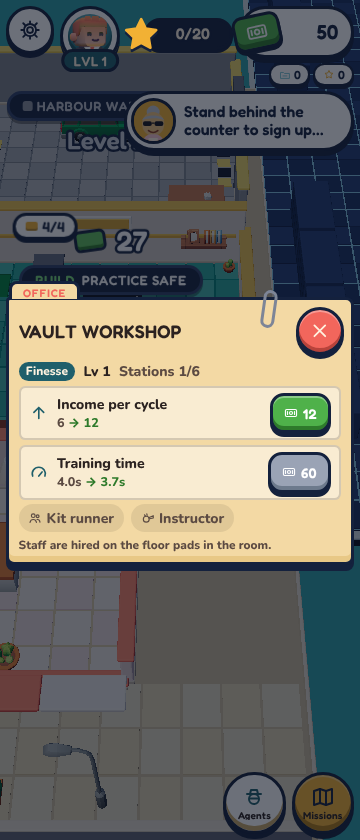 0/20
50
LVL 1
0
0
HARBOUR WA
Stand behind the
counter to sign up...
Level
4/4
27
BUILD PRACTICE SAFE
OFFICE
VAULT WORKSHOP
Finesse Lv 1 Stations 1/6
Income per cycle
6 → 12
12
Training time
4.0s → 3.7s
60
Kit runner
Instructor
Staff are hired on the floor pads in the room.
Agents
Missions